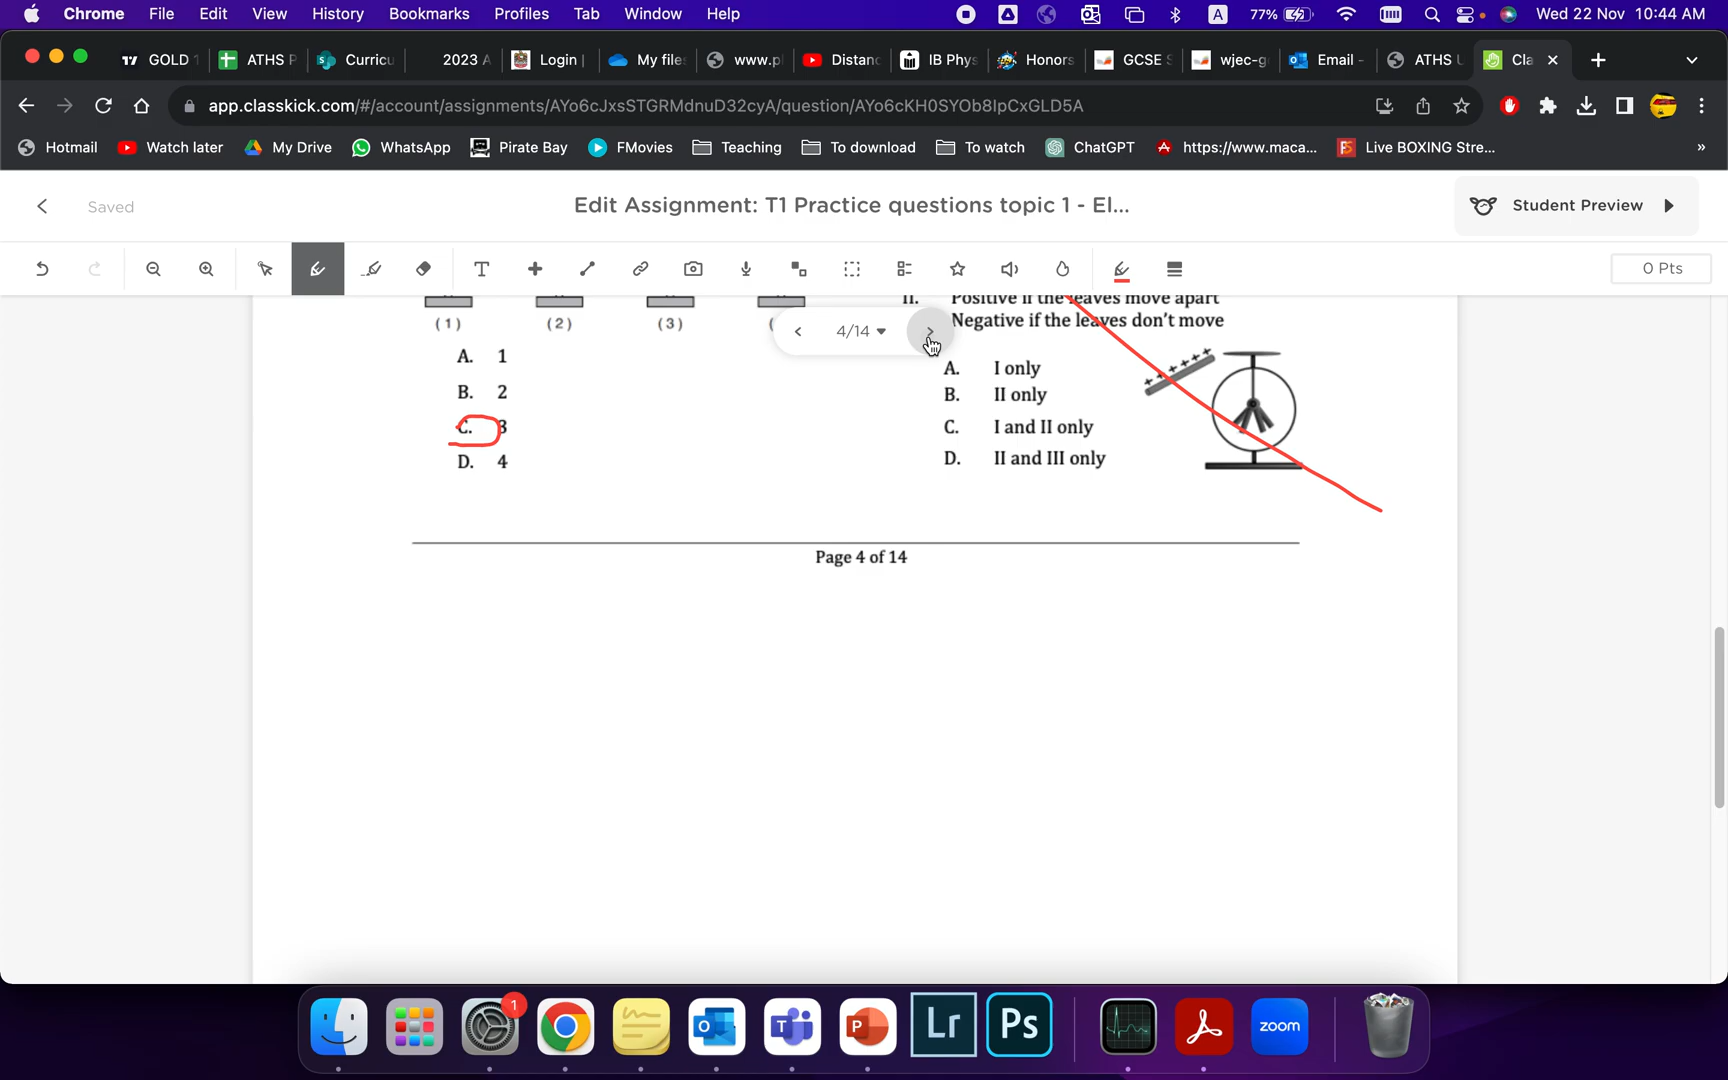 Chrome File Edit View History Bookmarks Profiles Tab Window Help A 77% Wed 22 Nov 10:44 AM
GOLD 1 ATHS P Curricu 2023 A Login | My files www.p Distanc IB Phys Honors GCSE S wjec-g Email - ATHS U Cla
app.classkick.com/#/account/assignments/AYo6cJxsSTGRMdnuD32cyA/question/AYo6cKH0SYOb8IpCxGLD5A
Hotmail Watch later My Drive WhatsApp Pirate Bay FMovies Teaching To download To watch ChatGPT https://www.maca... Live BOXING Stre... »
Saved Edit Assignment: T1 Practice questions topic 1 - El... Student Preview
T 0 Pts
II. Positive if the leaves move apart
Negative if the leaves don't move
(1) (2) (3) (
4/14
A. 1
B. 2
C. 3
D. 4
A. I only
B. II only
C. I and II only
D. II and III only
Page 4 of 14
1
Lr Ps zoom